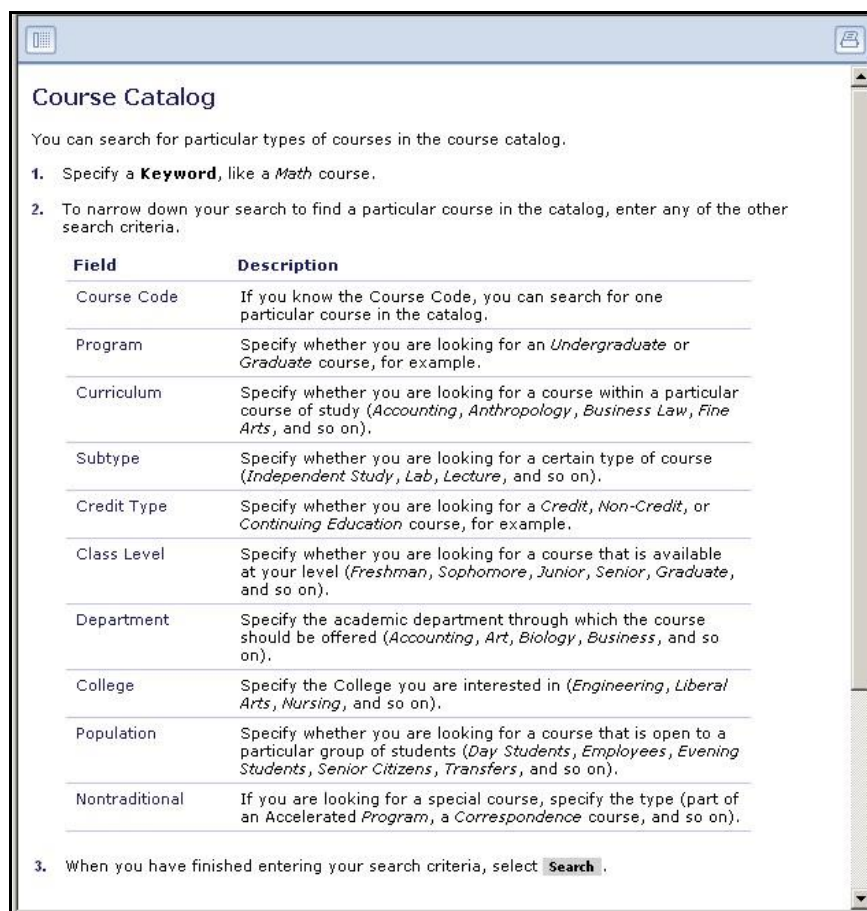 Course Catalog
You can search for particular types of courses in the course catalog.
1. Specify a Keyword, like a Math course.
2. To narrow down your search to find a particular course in the catalog, enter any of the other
search criteria.
Field Description
Course Code If you know the Course Code, you can search for one
particular course in the catalog.
Program Specify whether you are looking for an Undergraduate or
Graduate course, for example.
Curriculum Specify whether you are looking for a course within a particular
course of study (Accounting, Anthropology, Business Law, Fine
Arts, and so on).
Subtype Specify whether you are looking for a certain type of course
(Independent Study, Lab, Lecture, and so on).
Credit Type Specify whether you are looking for a Credit, Non-Credit, or
Continuing Education course, for example.
Class Level Specify whether you are looking for a course that is available
at your level (Freshman, Sophomore, Junior, Senior, Graduate,
and so on).
Department Specify the academic department through which the course
should be offered (Accounting, Art, Biology, Business, and so
on).
College Specify the College you are interested in (Engineering, Liberal
Arts, Nursing, and so on).
Population Specify whether you are looking for a course that is open to a
particular group of students (Day Students, Employees, Evening
Students, Senior Citizens, Transfers, and so on).
Nontraditional If you are looking for a special course, specify the type (part of
an Accelerated Program, a Correspondence course, and so on).
3. When you have finished entering your search criteria, select Search .